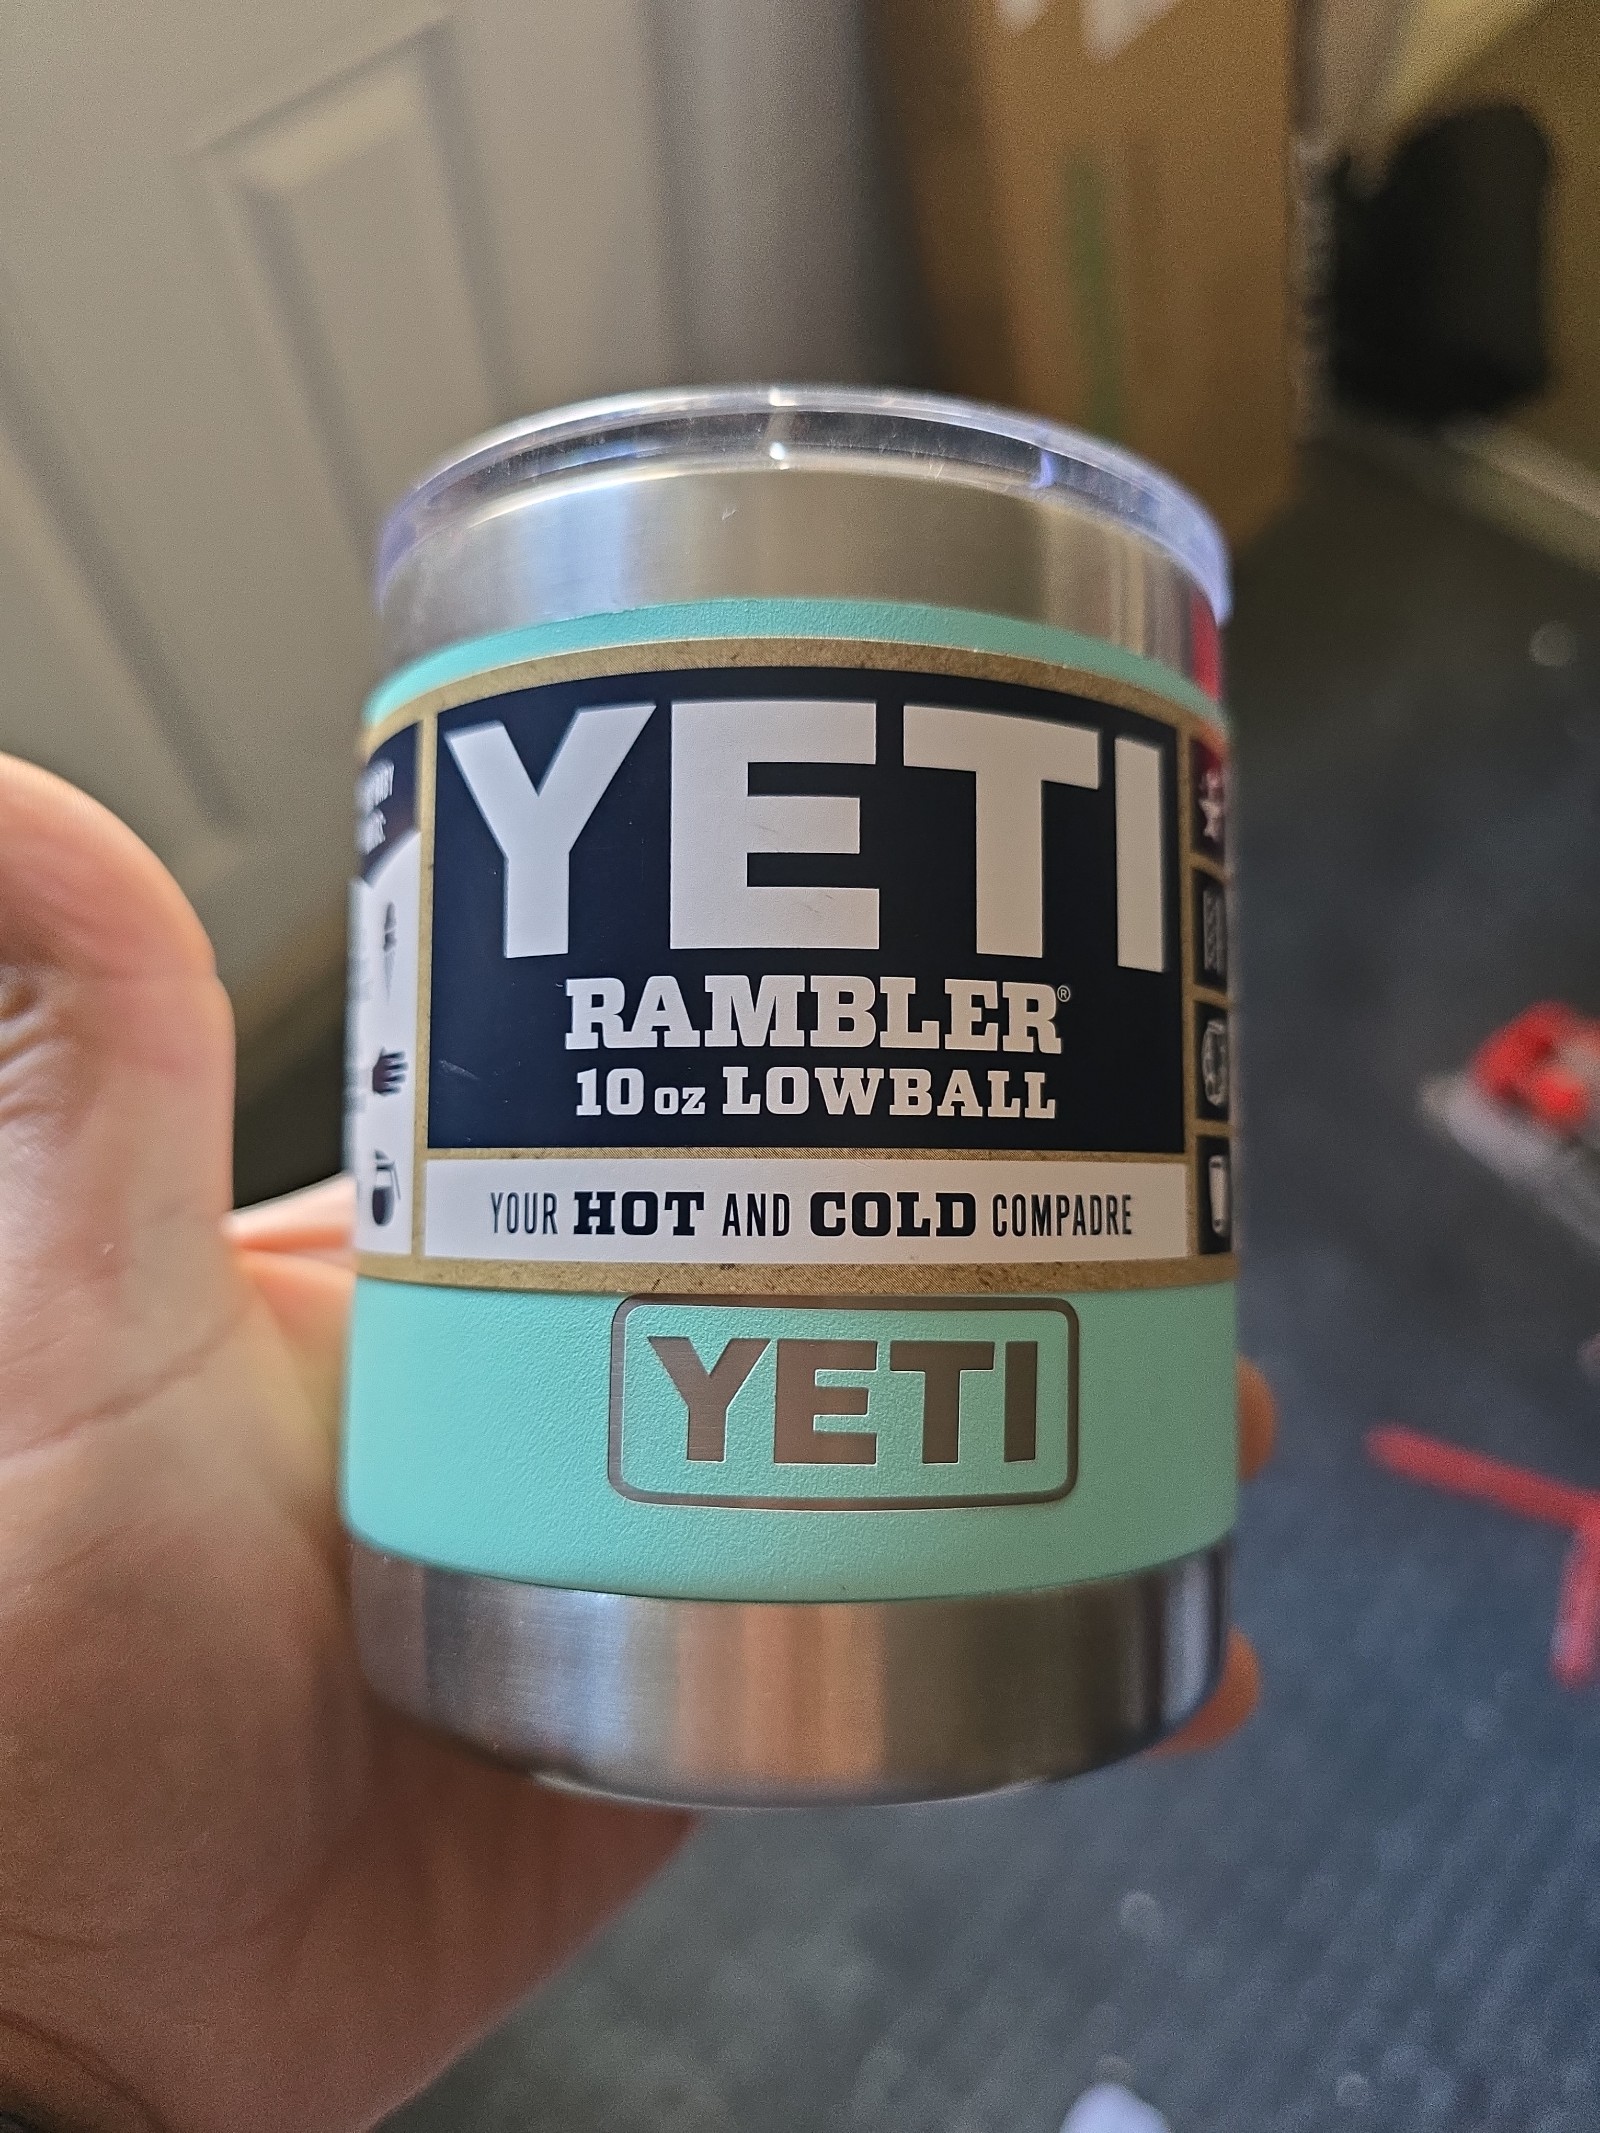 YETI
RAMBLER®
10 oz LOWBALL
YOUR HOT AND COLD COMPADRE
YETI